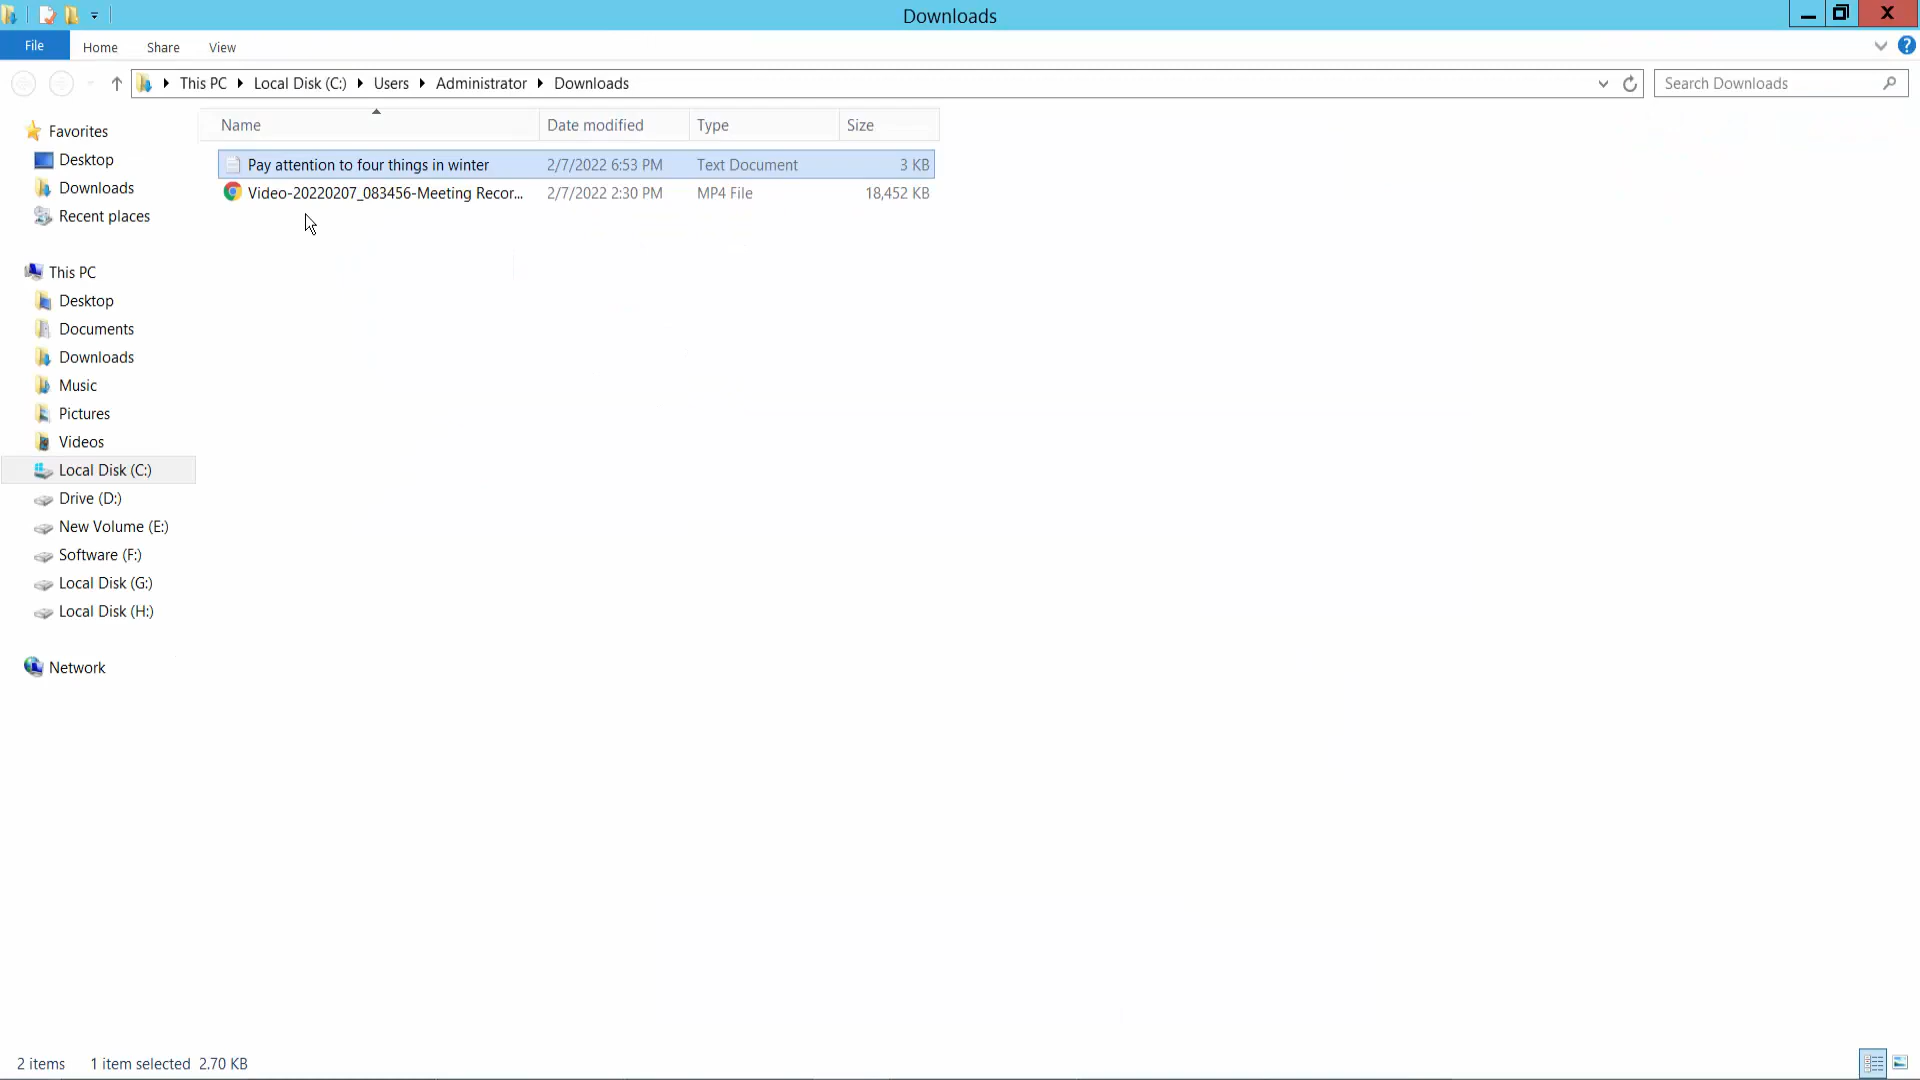 Downloads
File Home Share View
This PC Local Disk (C:) Users Administrator Downloads Search Downloads
Name Date modified Type Size
Pay attention to four things in winter 2/7/2022 6:53 PM Text Document 3 KB
Video-20220207_083456-Meeting Recor... 2/7/2022 2:30 PM MP4 File 18,452 KB
Favorites
Desktop
Downloads
Recent places
This PC
Desktop
Documents
Downloads
Music
Pictures
Videos
Local Disk (C:)
Drive (D:)
New Volume (E:)
Software (F:)
Local Disk (G:)
Local Disk (H:)
Network
2 items 1 item selected 2.70 KB